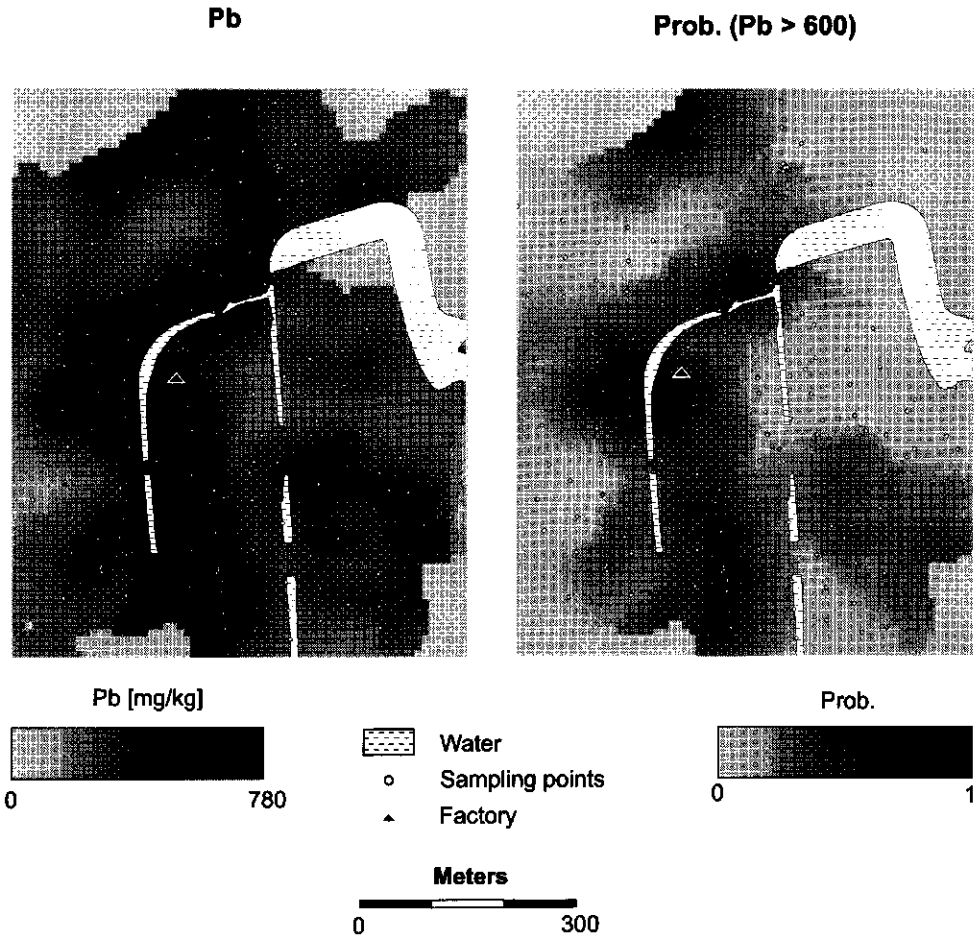 Pb
Prob. (Pb > 600)
Pb [mg/kg]
0 780
Water
Sampling points
Factory
Prob.
0 1
Meters
0 300